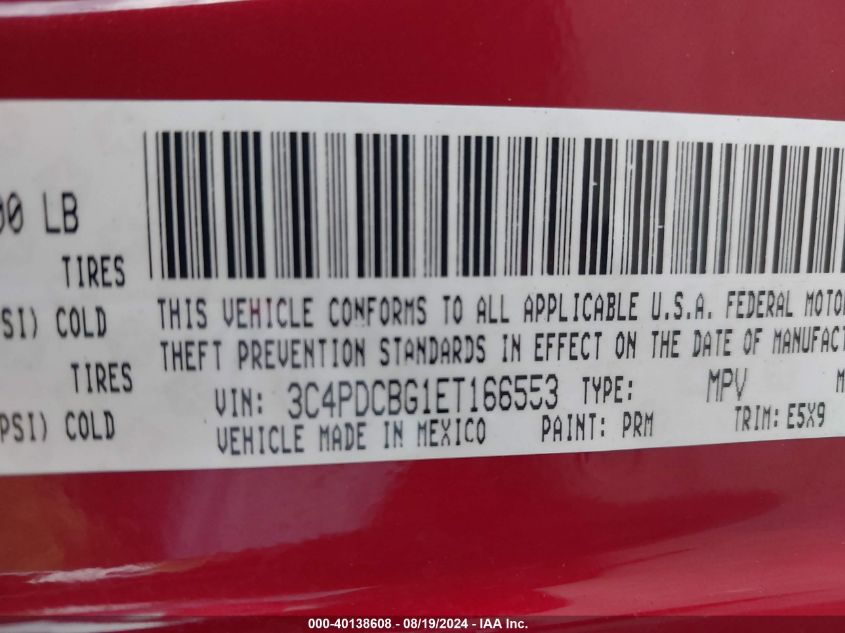 00 LB
TIRES
SI) COLD
TIRES
PSI) COLD
THIS VEHICLE CONFORMS TO ALL APPLICABLE U.S.A. FEDERAL MOTO
THEFT PREVENTION STANDARDS IN EFFECT ON THE DATE OF MANUFACT
VIN: 3C4PDCBG1ET166553 TYPE: MPV M
VEHICLE MADE IN MEXICO PAINT: PRM TRIM: E5X9
000-40138608 - 08/19/2024 - IAA Inc.